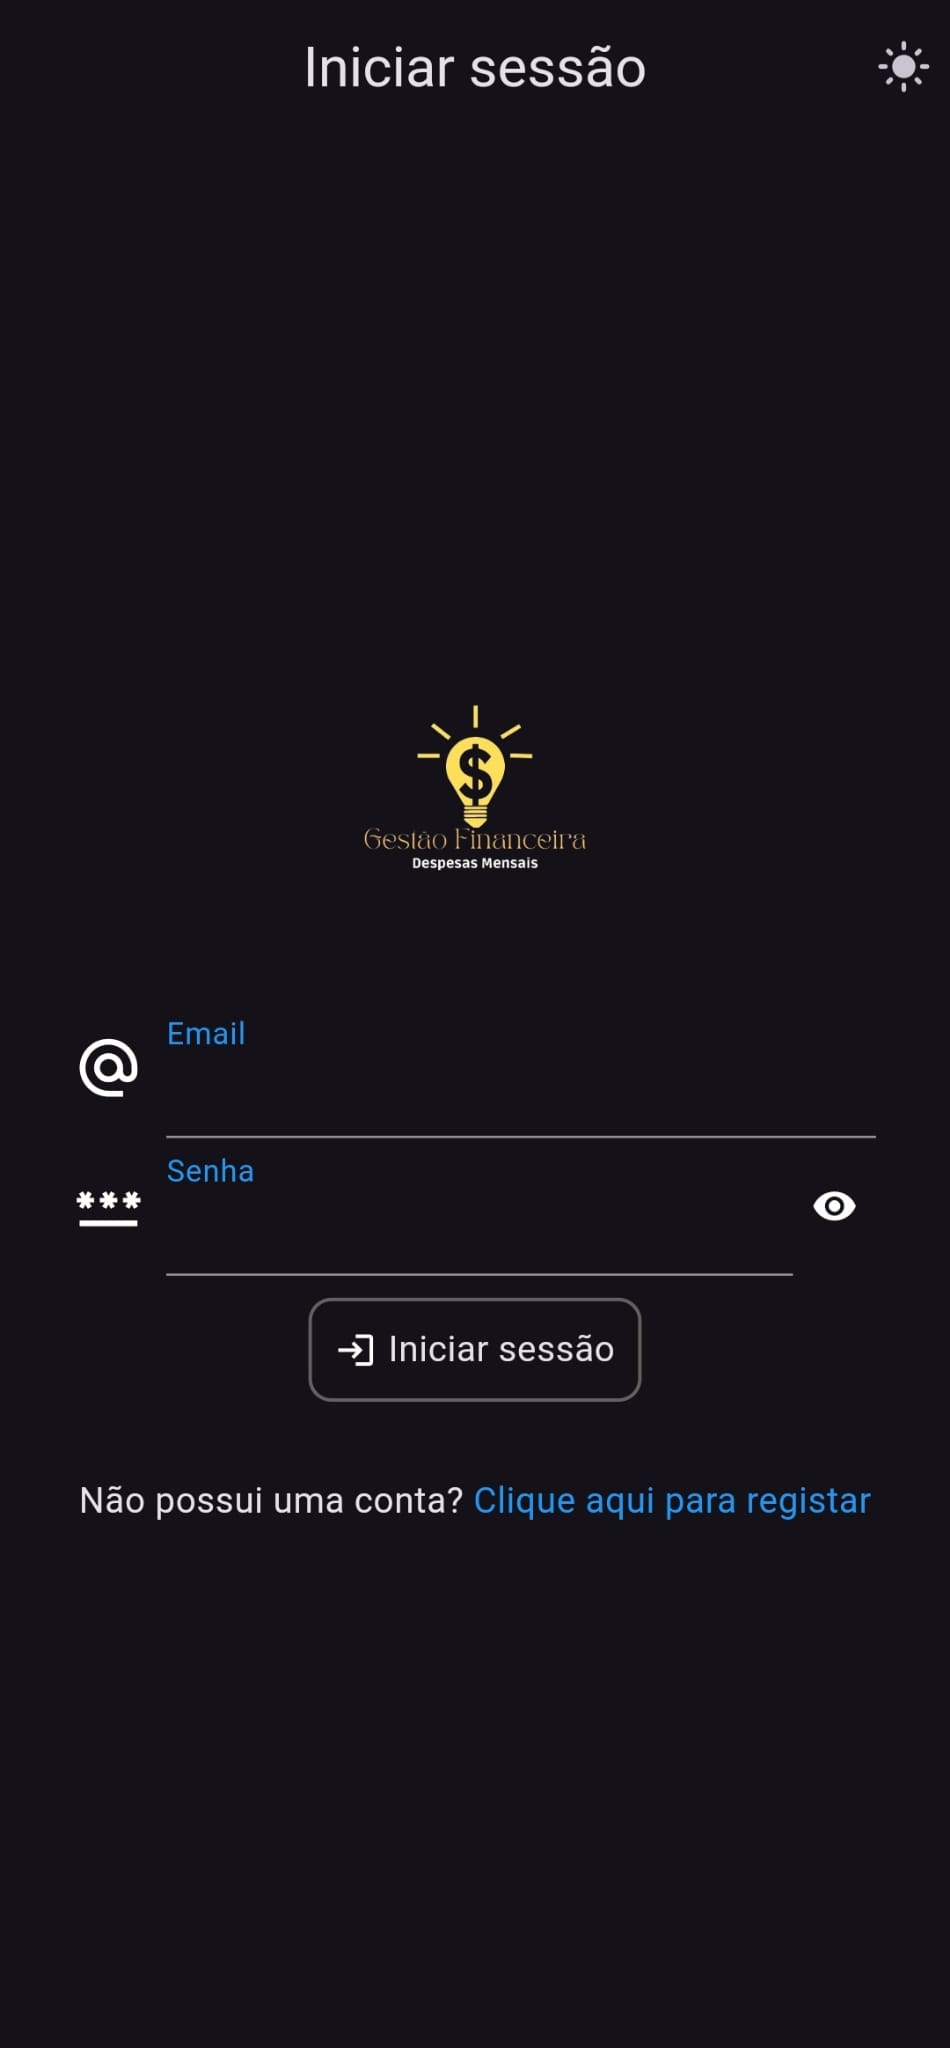 Iniciar sessão
Gestão Financeira
Despesas Mensais
Email
Senha
Iniciar sessão
Não possui uma conta? Clique aqui para registar